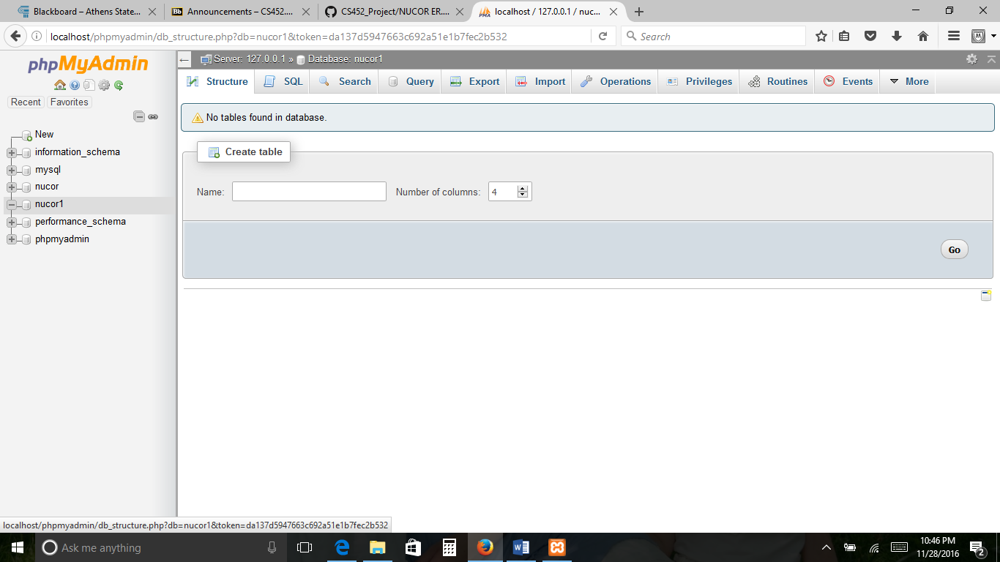 Blackboard – Athens State...
Bb Announcements – CS452....
CS452_Project/NUCOR ER....
PMA localhost / 127.0.0.1 / nuc...
localhost/phpmyadmin/db_structure.php?db=nucor1&token=da137d5947663c692a51e1b7fec2b532
Search
phpMyAdmin
Recent Favorites
New
information_schema
mysql
nucor
nucor1
performance_schema
phpmyadmin
Server: 127.0.0.1 » Database: nucor1
Structure SQL Search Query Export Import Operations Privileges Routines Events More
No tables found in database.
Create table
Name: Number of columns: 4
Go
localhost/phpmyadmin/db_structure.php?db=nucor1&token=da137d5947663c692a51e1b7fec2b532
Ask me anything
10:46 PM
11/28/2016
2